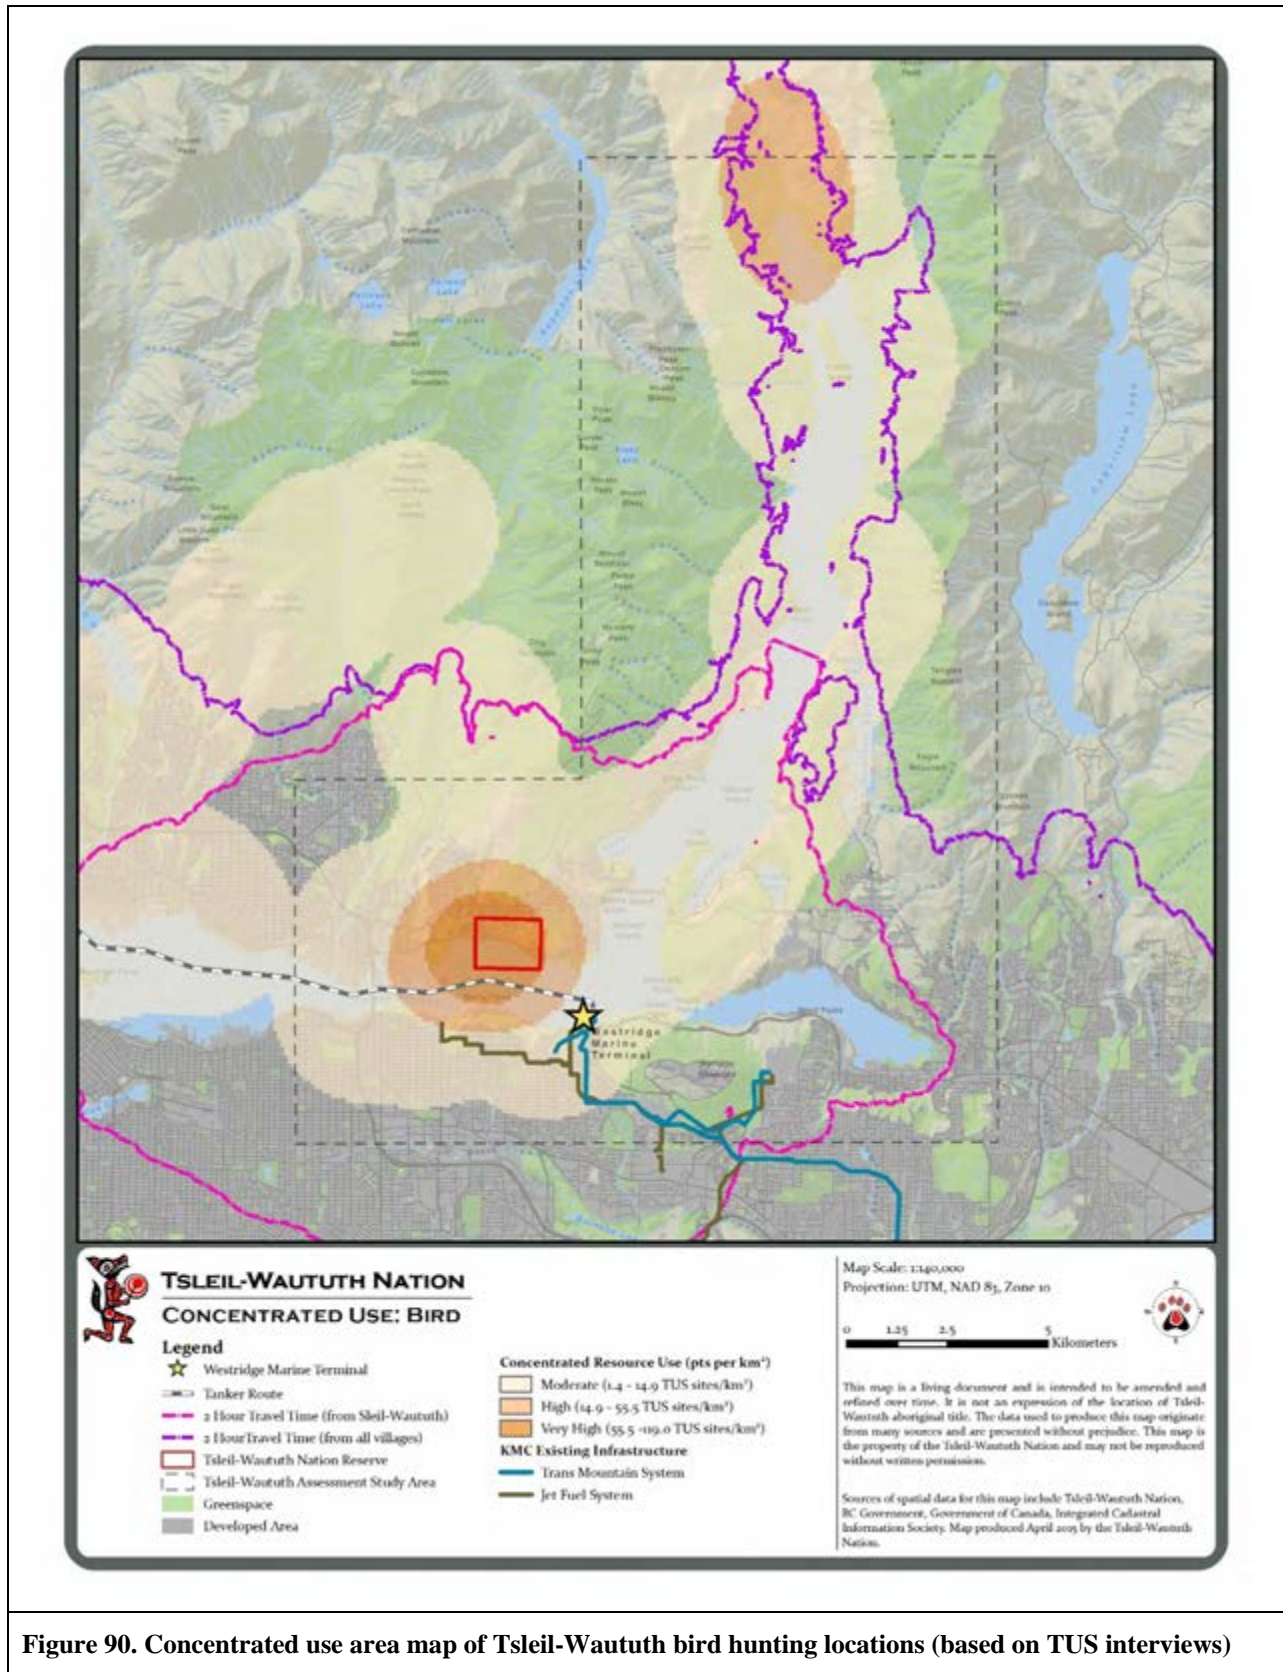 Westridge
Marine
Terminal
Eagle
Mountain
TSLEIL-WAUTUTH NATION
CONCENTRATED USE: BIRD
Legend
Westridge Marine Terminal
Tanker Route
2 Hour Travel Time (from Sleil-Waututh)
2 HourTravel Time (from all villages)
Tsleil-Waututh Nation Reserve
Tsleil-Waututh Assessment Study Area
Greenspace
Developed Area
Concentrated Resource Use (pts per km²)
Moderate (1.4 - 14.9 TUS sites/km²)
High (14.9 - 55.5 TUS sites/km²)
Very High (55.5 -119.0 TUS sites/km²)
KMC Existing Infrastructure
Trans Mountain System
Jet Fuel System
Map Scale: 1:140,000
Projection: UTM, NAD 83, Zone 10
0 1.25 2.5 5
Kilometers
This map is a living document and is intended to be amended and
refined over time. It is not an expression of the location of Tsleil-
Waututh aboriginal title. The data used to produce this map originate
from many sources and are presented without prejudice. This map is
the property of the Tsleil-Waututh Nation and may not be reproduced
without written permission.
Sources of spatial data for this map include Tsleil-Waututh Nation,
BC Government, Government of Canada, Integrated Cadastral
Information Society. Map produced April 2015 by the Tsleil-Waututh
Nation.
Figure 90. Concentrated use area map of Tsleil-Waututh bird hunting locations (based on TUS interviews)